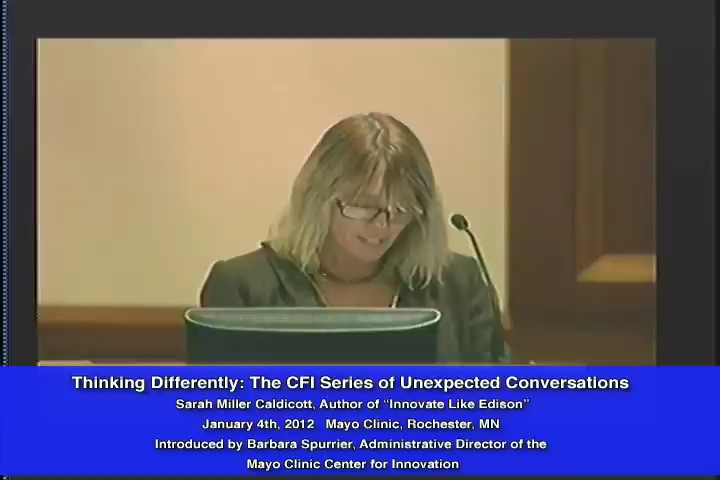 Thinking Differently: The CFI Series of Unexpected Conversations
Sarah Miller Caldicott, Author of “Innovate Like Edison”
January 4th, 2012   Mayo Clinic, Rochester, MN
Introduced by Barbara Spurrier, Administrative Director of the
Mayo Clinic Center for Innovation